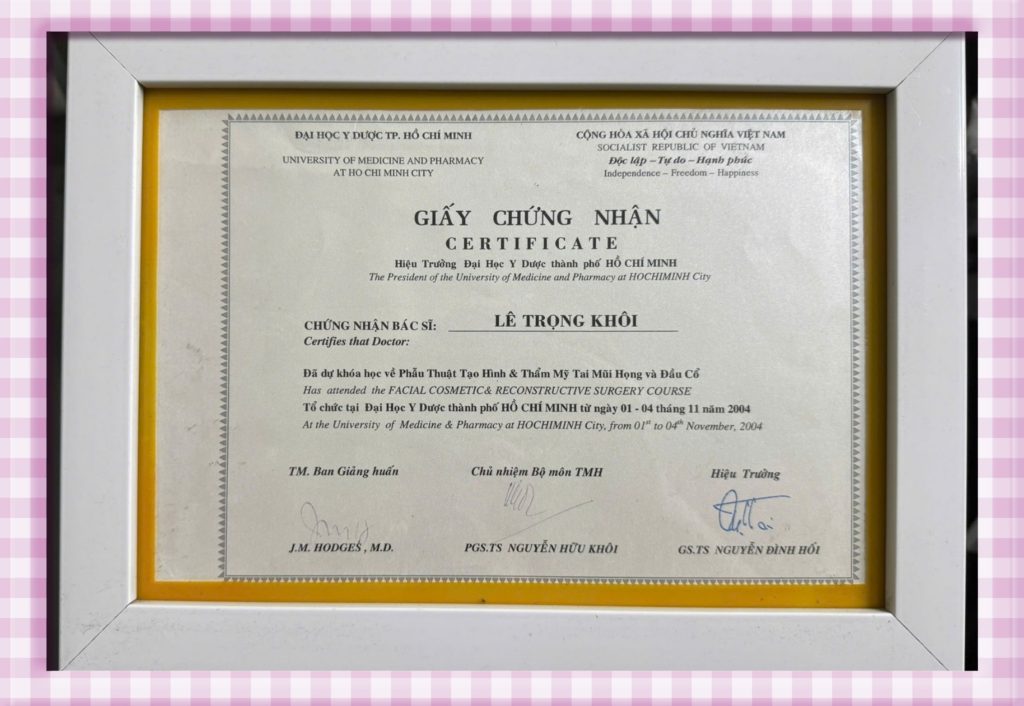 ĐẠI HỌC Y DƯỢC TP. HỒ CHÍ MINH
UNIVERSITY OF MEDICINE AND PHARMACY
AT HO CHI MINH CITY
CỘNG HÒA XÃ HỘI CHỦ NGHĨA VIỆT NAM
SOCIALIST REPUBLIC OF VIETNAM
Độc lập – Tự do – Hạnh phúc
Independence – Freedom – Happiness
GIẤY CHỨNG NHẬN
CERTIFICATE
Hiệu Trưởng Đại Học Y Dược thành phố HỒ CHÍ MINH
The President of the University of Medicine and Pharmacy at HOCHIMINH City
CHỨNG NHẬN BÁC SĨ: LÊ TRỌNG KHÔI
Certifies that Doctor:
Đã dự khóa học về Phẫu Thuật Tạo Hình & Thẩm Mỹ Tai Mũi Họng và Đầu Cổ
Has attended the FACIAL COSMETIC & RECONSTRUCTIVE SURGERY COURSE
Tổ chức tại Đại Học Y Dược thành phố HỒ CHÍ MINH từ ngày 01 - 04 tháng 11 năm 2004
At the University of Medicine & Pharmacy at HOCHIMINH City, from 01st to 04th November, 2004
TM. Ban Giảng huấn
Chủ nhiệm Bộ môn TMH
Hiệu Trưởng
J.M. HODGES, M.D.
PGS.TS NGUYỄN HỮU KHÔI
GS.TS NGUYỄN ĐÌNH HỐI